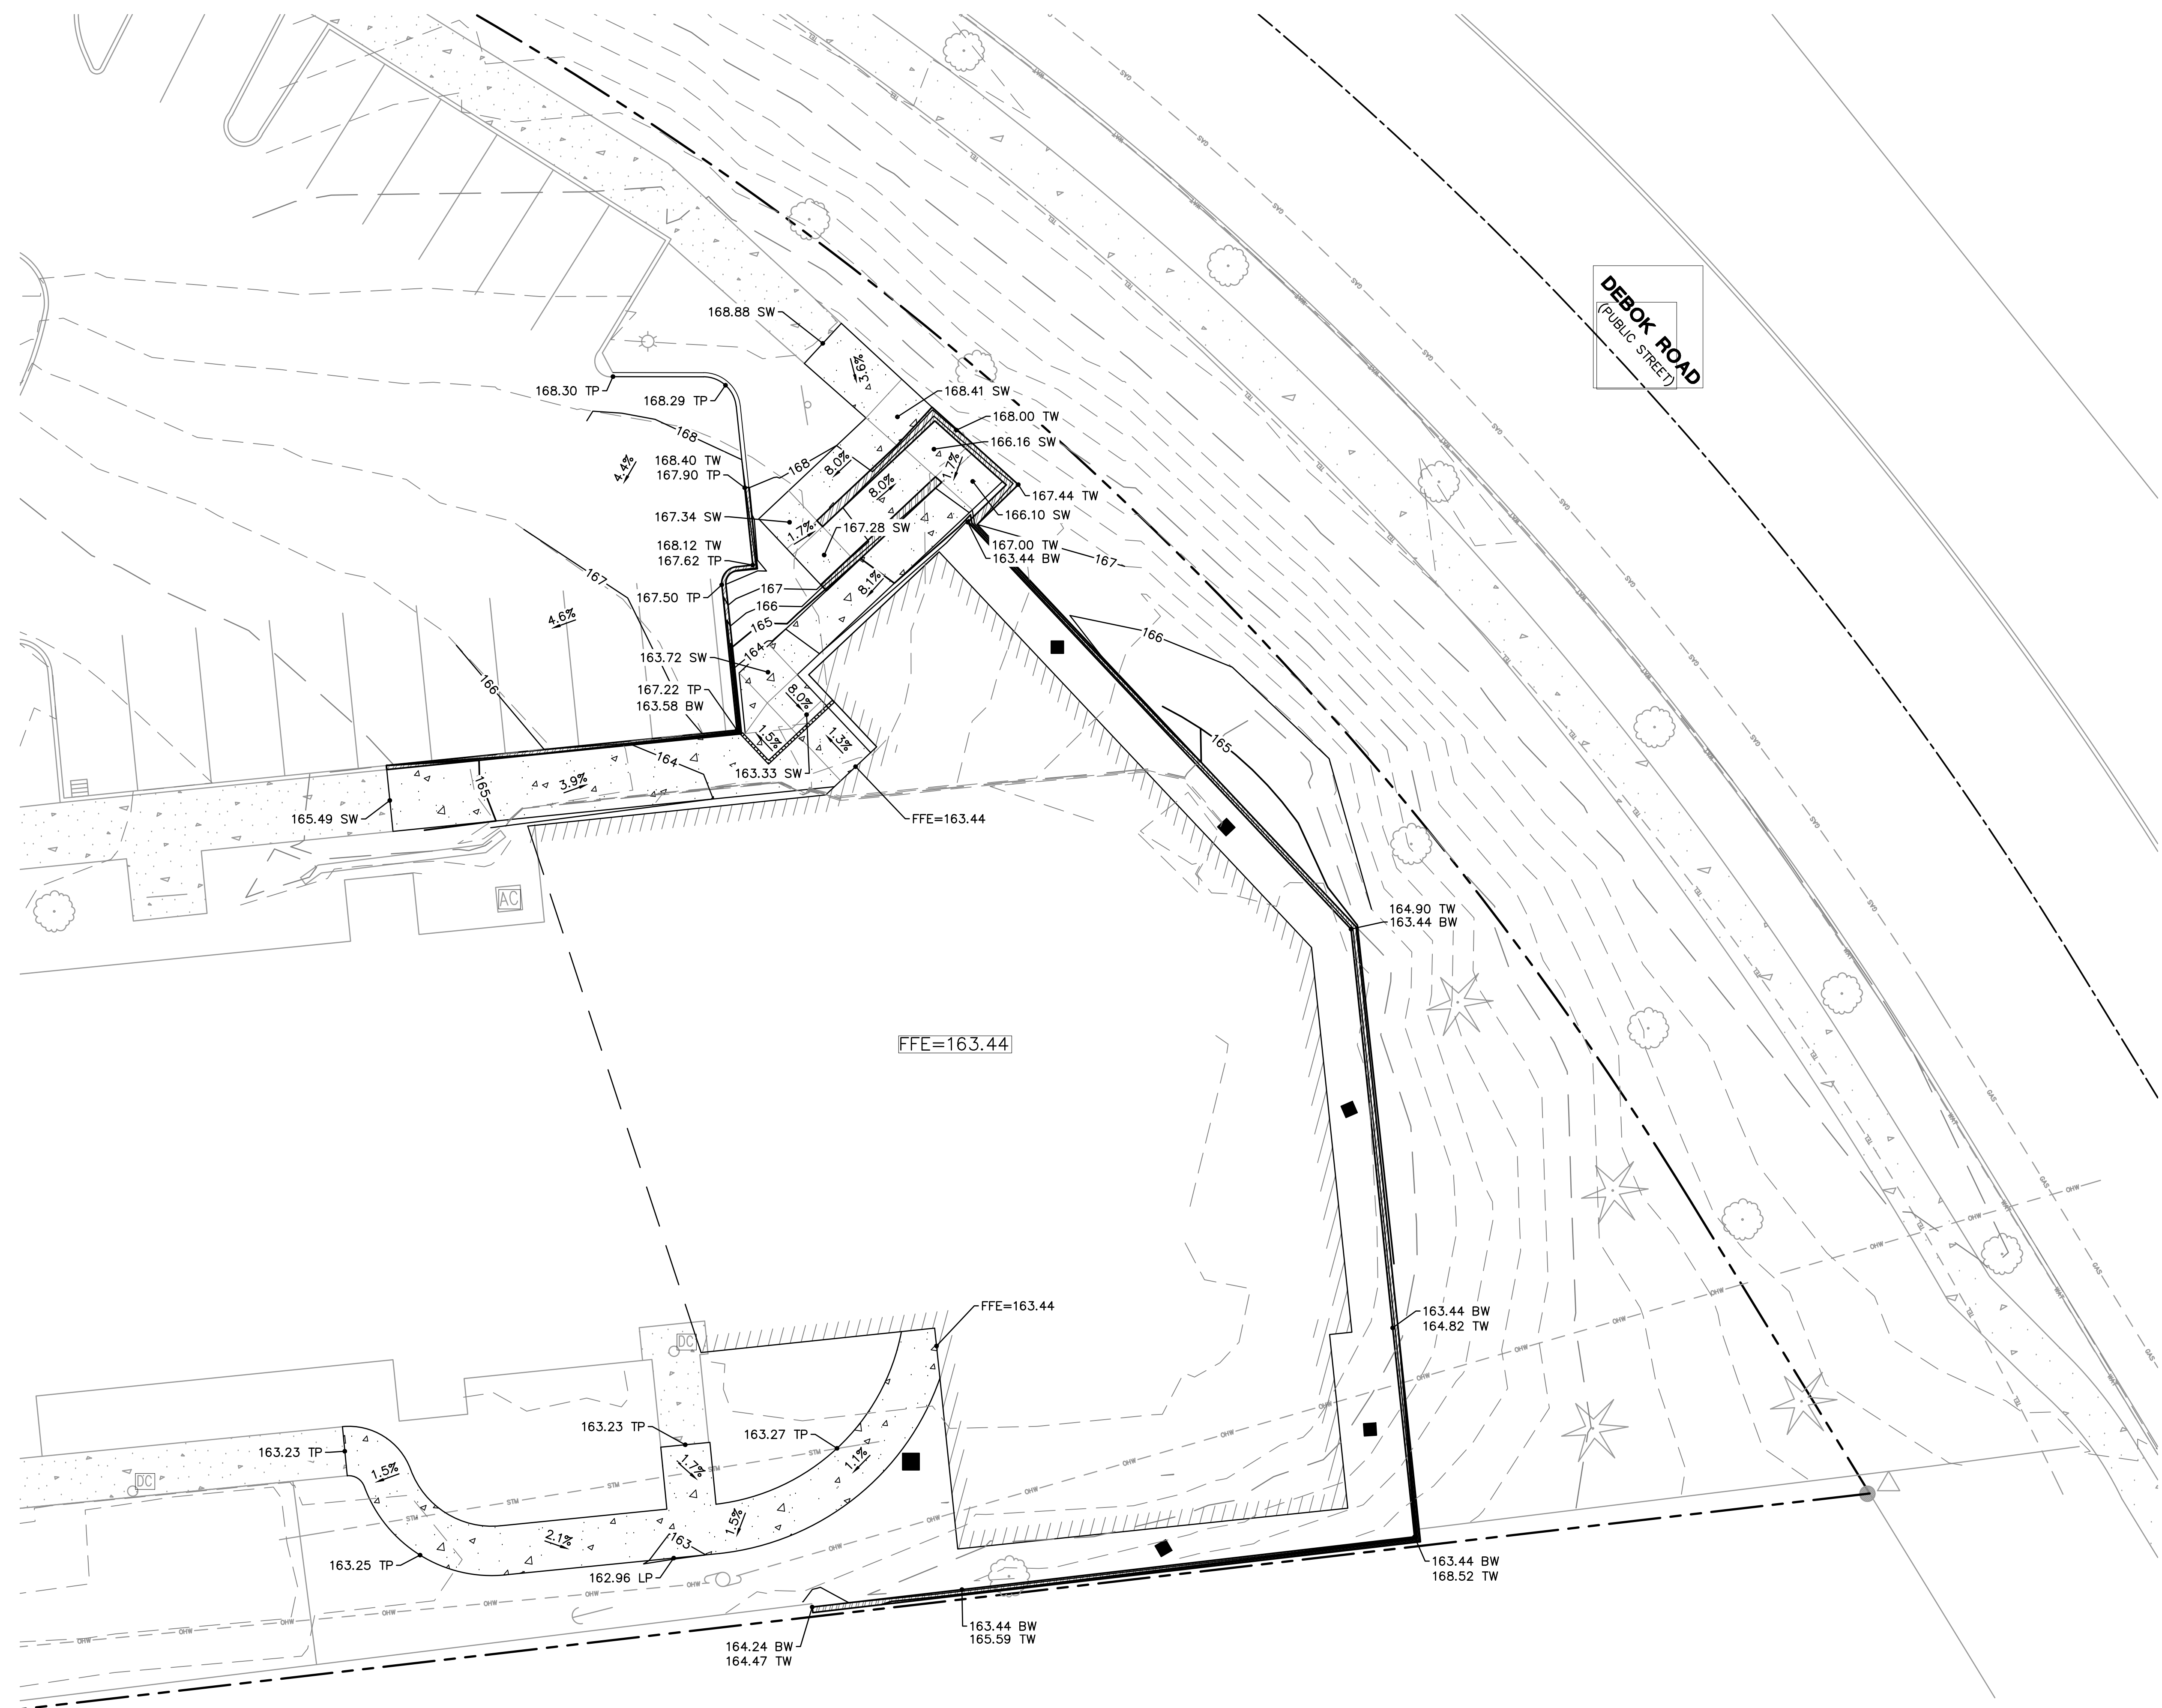 DEBOK ROAD
(PUBLIC STREET)
168.88 SW
3.6%
168.30 TP
168.29 TP
168.41 SW
168.00 TW
166.16 SW
168
4.4%
168.40 TW
167.90 TP
168
8.0%
8.0%
1.7%
167.44 TW
166.10 SW
167.34 SW
1.7%
167.28 SW
168.12 TW
167.62 TP
167.00 TW
163.44 BW
167
167
167.50 TP
167
166
165
164
8.1%
4.6%
166
166
163.72 SW
167.22 TP
163.58 BW
8.0%
1.5%
1.3%
163.33 SW
165
164
165
3.9%
165.49 SW
FFE=163.44
AC
164.90 TW
163.44 BW
FFE=163.44
FFE=163.44
163.44 BW
164.82 TW
DC
163.23 TP
163.27 TP
163.23 TP
1.5%
DC
1.7%
1.1%
1.5%
2.1%
163
163.25 TP
162.96 LP
163.44 BW
168.52 TW
163.44 BW
165.59 TW
164.24 BW
164.47 TW
TEL
WAT
GAS
OHW
STM